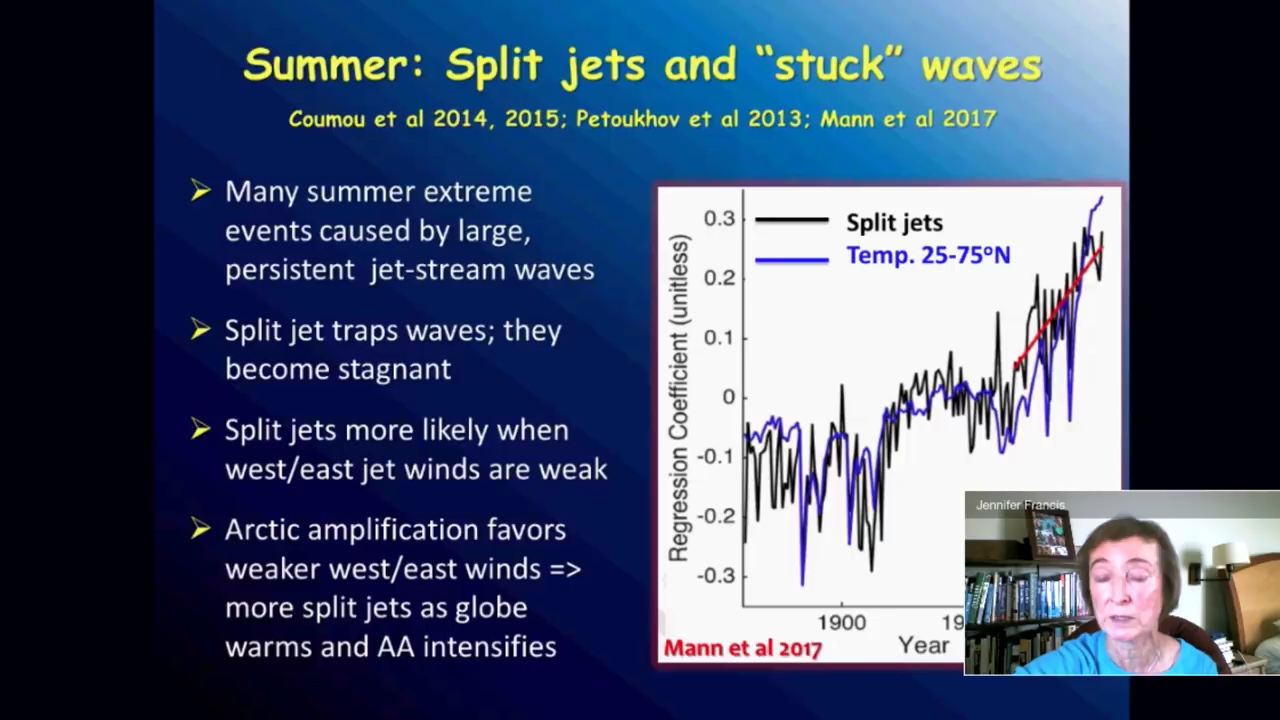 Summer: Split jets and “stuck” waves
Coumou et al 2014, 2015; Petoukhov et al 2013; Mann et al 2017
Many summer extreme
events caused by large,
persistent jet-stream waves
Split jet traps waves; they
become stagnant
Split jets more likely when
west/east jet winds are weak
Arctic amplification favors
weaker west/east winds =>
more split jets as globe
warms and AA intensifies
Split jets
Temp. 25-75°N
Regression Coefficient (unitless)
0.3
0.2
0.1
0
-0.1
-0.2
-0.3
1900
19
Year
Mann et al 2017
Jennifer Francis